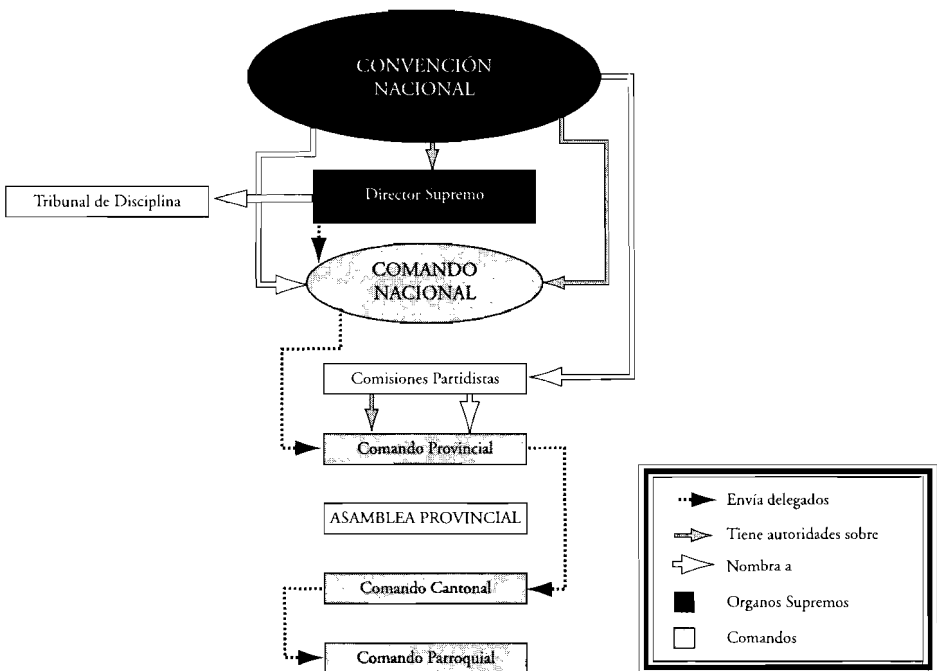 CONVENCIÓN
NACIONAL
Director Supremo
Tribunal de Disciplina
COMANDO
NACIONAL
Comisiones Partidistas
Comando Provincial
ASAMBLEA PROVINCIAL
Comando Cantonal
Comando Parroquial
Envía delegados
Tiene autoridades sobre
Nombra a
Organos Supremos
Comandos